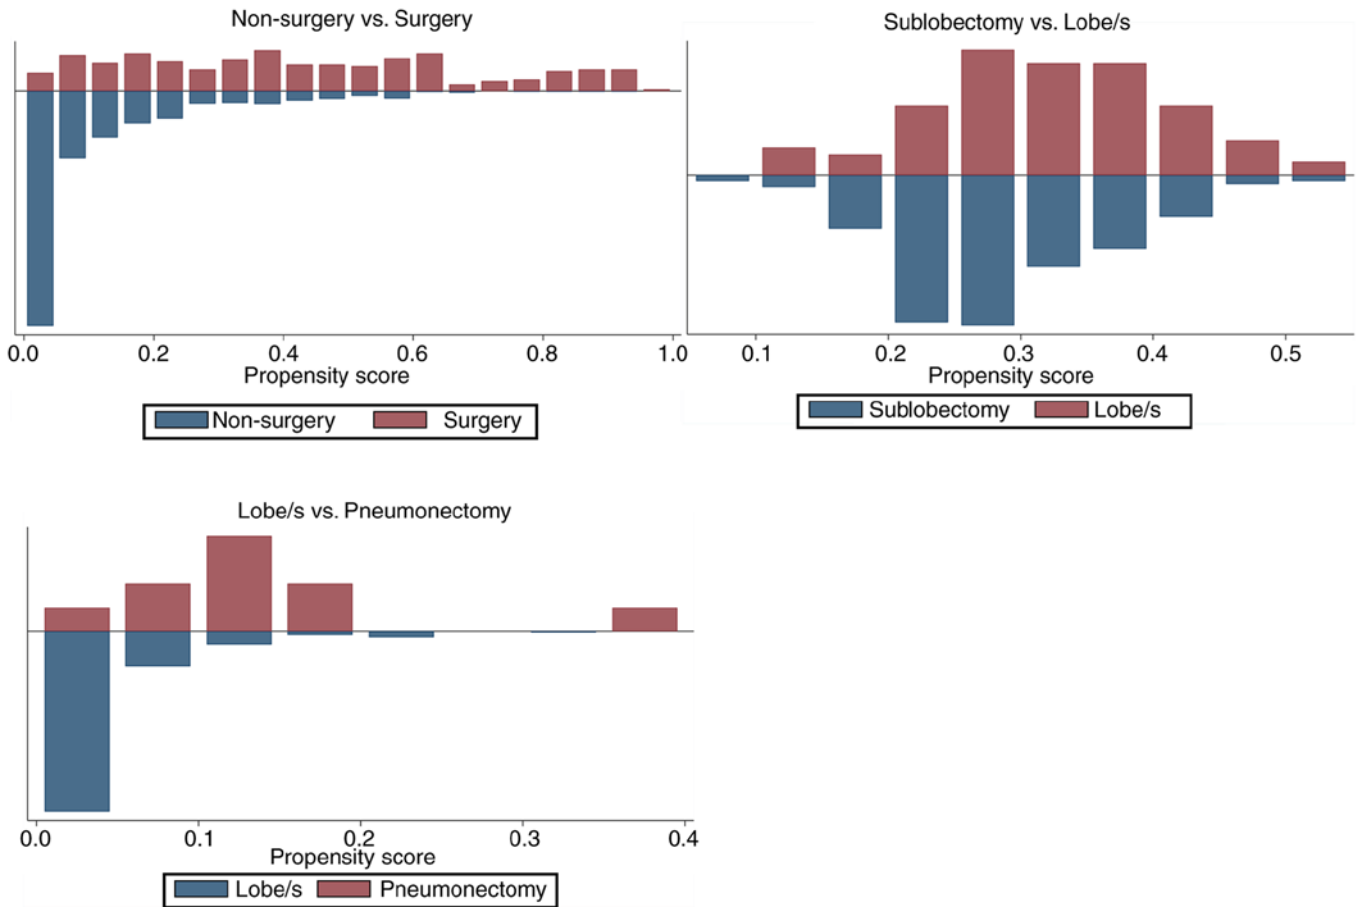 Non-surgery vs. Surgery
0.0 0.2 0.4 0.6 0.8 1.0
Propensity score
Non-surgery Surgery
Sublobectomy vs. Lobe/s
0.1 0.2 0.3 0.4 0.5
Propensity score
Sublobectomy Lobe/s
Lobe/s vs. Pneumonectomy
0.0 0.1 0.2 0.3 0.4
Propensity score
Lobe/s Pneumonectomy